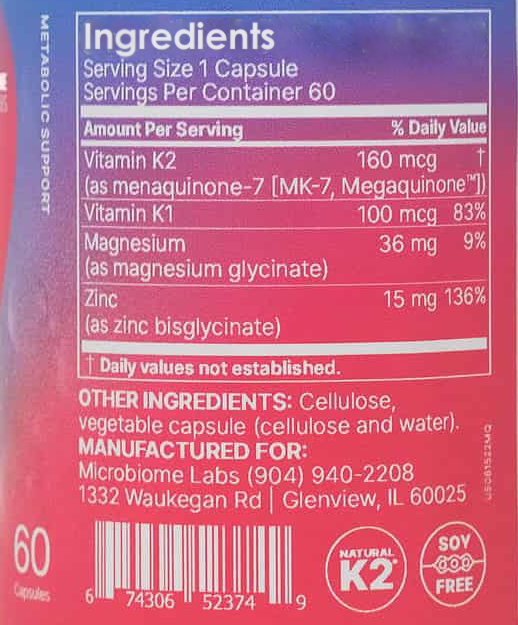 METABOLIC SUPPORT
Ingredients
Serving Size 1 Capsule
Servings Per Container 60
Amount Per Serving % Daily Value
Vitamin K2 160 mcg †
(as menaquinone-7 [MK-7, Megaquinone™])
Vitamin K1 100 mcg 83%
Magnesium 36 mg 9%
(as magnesium glycinate)
Zinc 15 mg 136%
(as zinc bisglycinate)
† Daily values not established.
OTHER INGREDIENTS: Cellulose,
vegetable capsule (cellulose and water).
MANUFACTURED FOR:
Microbiome Labs (904) 940-2208
1332 Waukegan Rd | Glenview, IL 60025
60
Capsules
6 74306 52374 9
NATURAL
K2
SOY
FREE